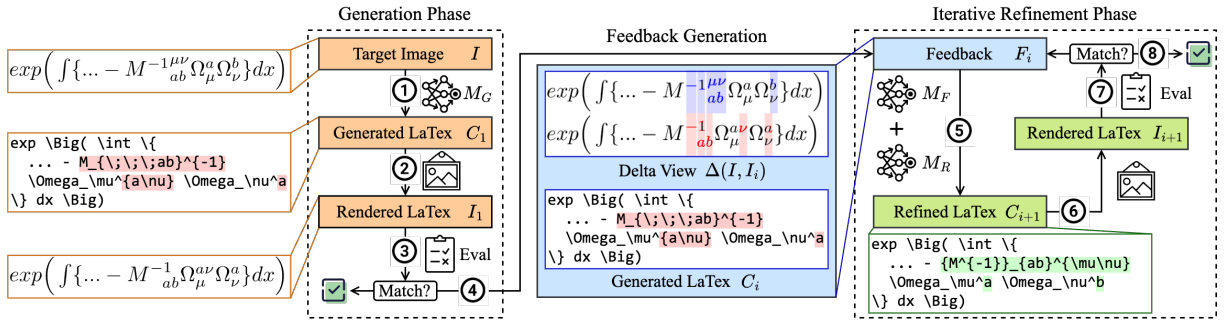 Generation Phase
exp(∫{... − M^{-1}{}^{μν}_{ab}Ω^a_μΩ^b_ν}dx)
Target Image I
1
M_G
Generated LaTex C_1
exp \Big( \int \{
... - M_{\;\;\;ab}^{-1}
\Omega_\mu^{a\nu} \Omega_\nu^a
\} dx \Big)
2
Rendered LaTex I_1
exp(∫{... − M^{-1}_{ab}Ω^{aν}_μΩ^a_ν}dx)
3
Eval
Match?
4
Feedback Generation
exp(∫{... − M^{-1}{}^{μν}_{ab}Ω^a_μΩ^b_ν}dx)
exp(∫{... − M^{-1}_{ab}Ω^{aν}_μΩ^a_ν}dx)
Delta View Δ(I, I_i)
exp \Big( \int \{
... - M_{\;\;\;ab}^{-1}
\Omega_\mu^{a\nu} \Omega_\nu^a
\} dx \Big)
Generated LaTex C_i
Iterative Refinement Phase
Feedback F_i
Match?
8
M_F
+
M_R
5
7
Eval
Rendered LaTex I_{i+1}
Refined LaTex C_{i+1}
6
exp \Big( \int \{
... - {M^{-1}}_{ab}^{\mu\nu}
\Omega_\mu^a \Omega_\nu^b
\} dx \Big)